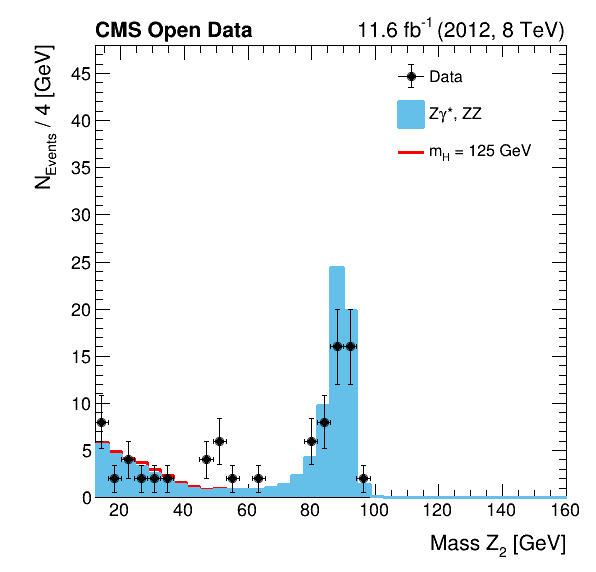 CMS Open Data 11.6 fb⁻¹ (2012, 8 TeV)
N_Events / 4 [GeV]
45
40
35
30
25
20
15
10
5
0
Data
Zγ*, ZZ
m_H = 125 GeV
20 40 60 80 100 120 140 160
Mass Z₂ [GeV]